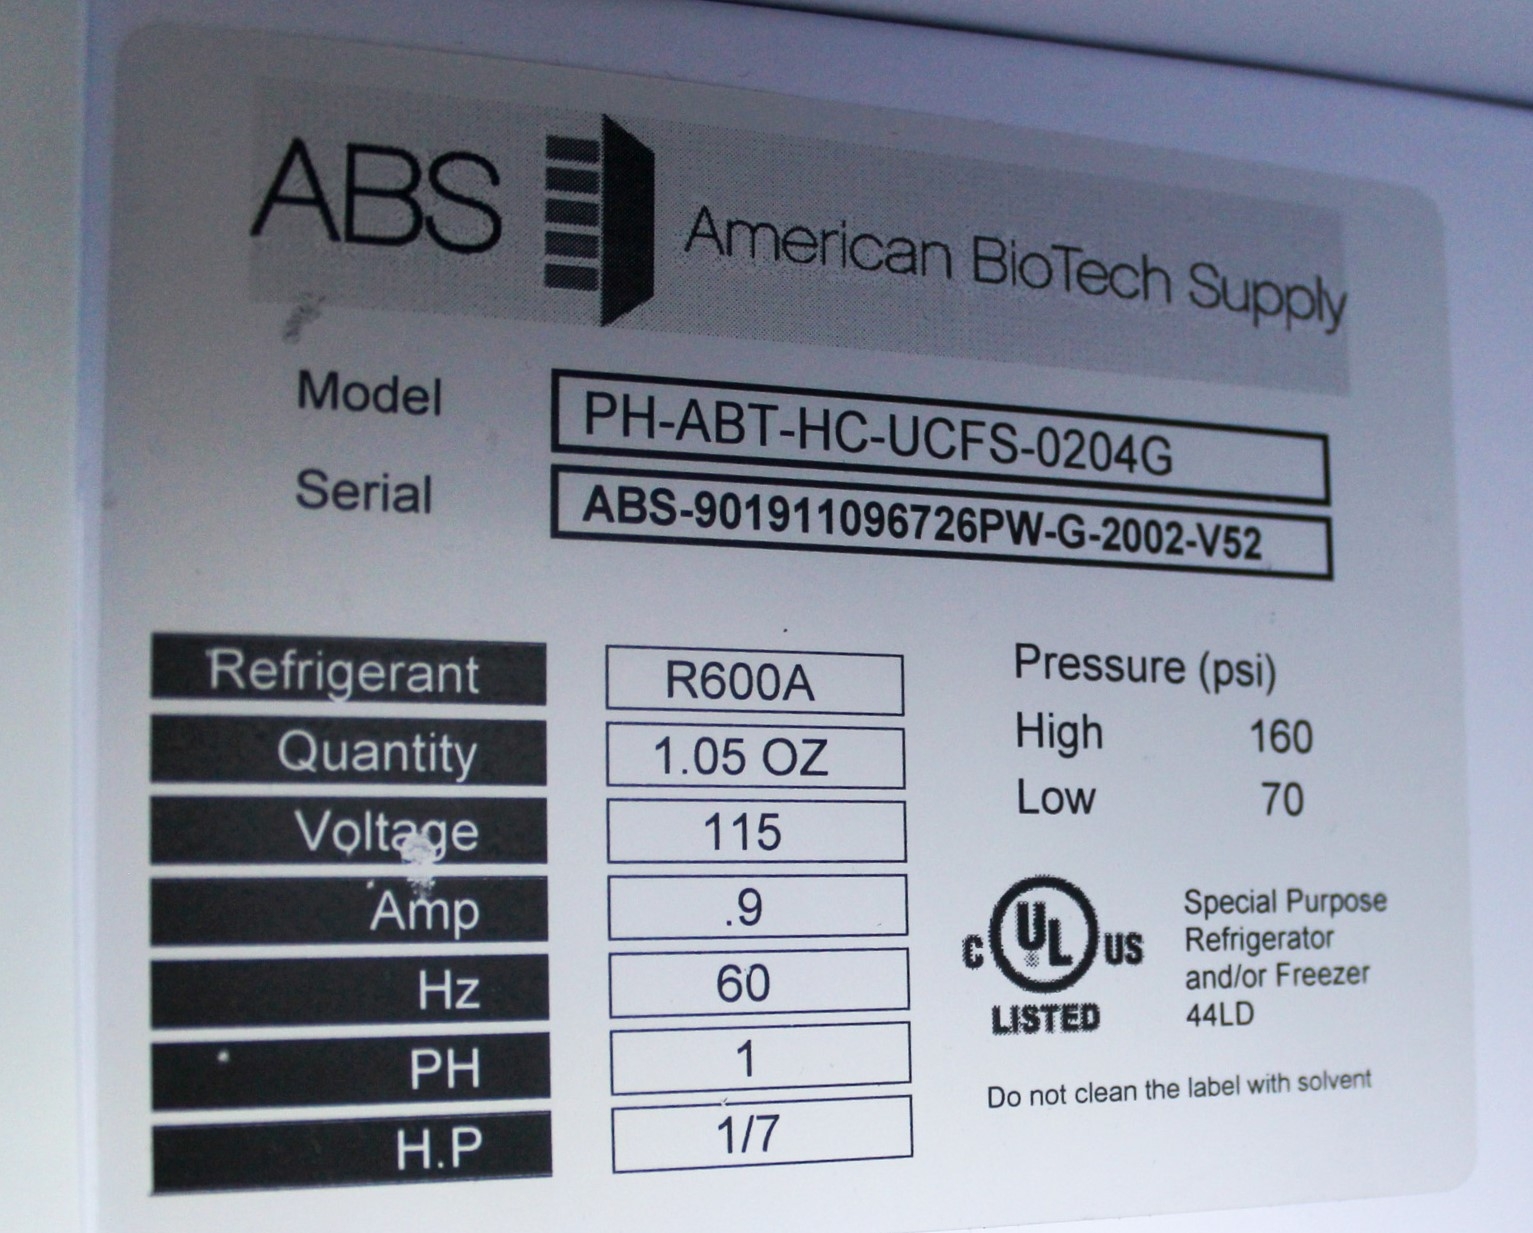 ABS American BioTech Supply
Model PH-ABT-HC-UCFS-0204G
Serial ABS-901911096726PW-G-2002-V52
Refrigerant R600A
Quantity 1.05 OZ
Voltage 115
Amp .9
Hz 60
PH 1
H.P 1/7
Pressure (psi)
High 160
Low 70
C UL US
LISTED
Special Purpose
Refrigerator
and/or Freezer
44LD
Do not clean the label with solvent